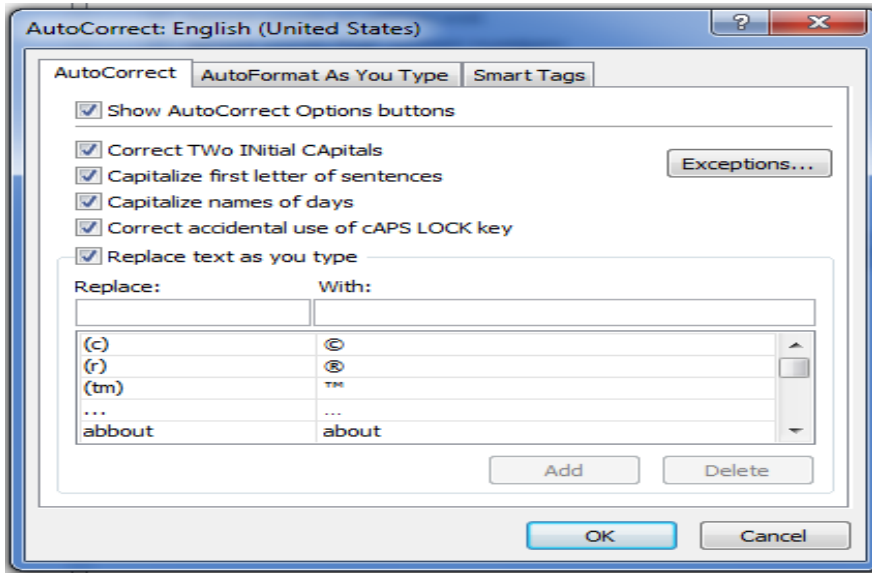 AutoCorrect: English (United States)
?
AutoCorrect AutoFormat As You Type Smart Tags
Show AutoCorrect Options buttons
Correct TWo INitial CApitals
Exceptions...
Capitalize first letter of sentences
Capitalize names of days
Correct accidental use of cAPS LOCK key
Replace text as you type
Replace: With:
(c) ©
(r) ®
(tm) ™
... ...
abbout about
Add Delete
OK Cancel